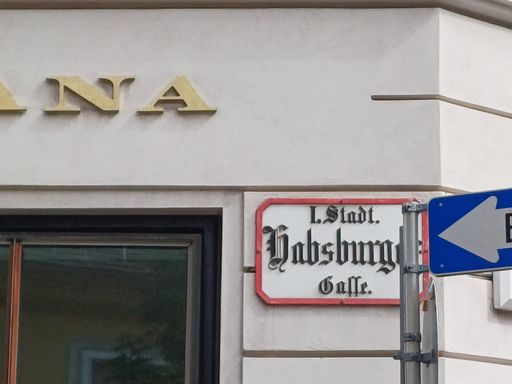 ANA
I. Stadt.
Habsburger
Gasse.